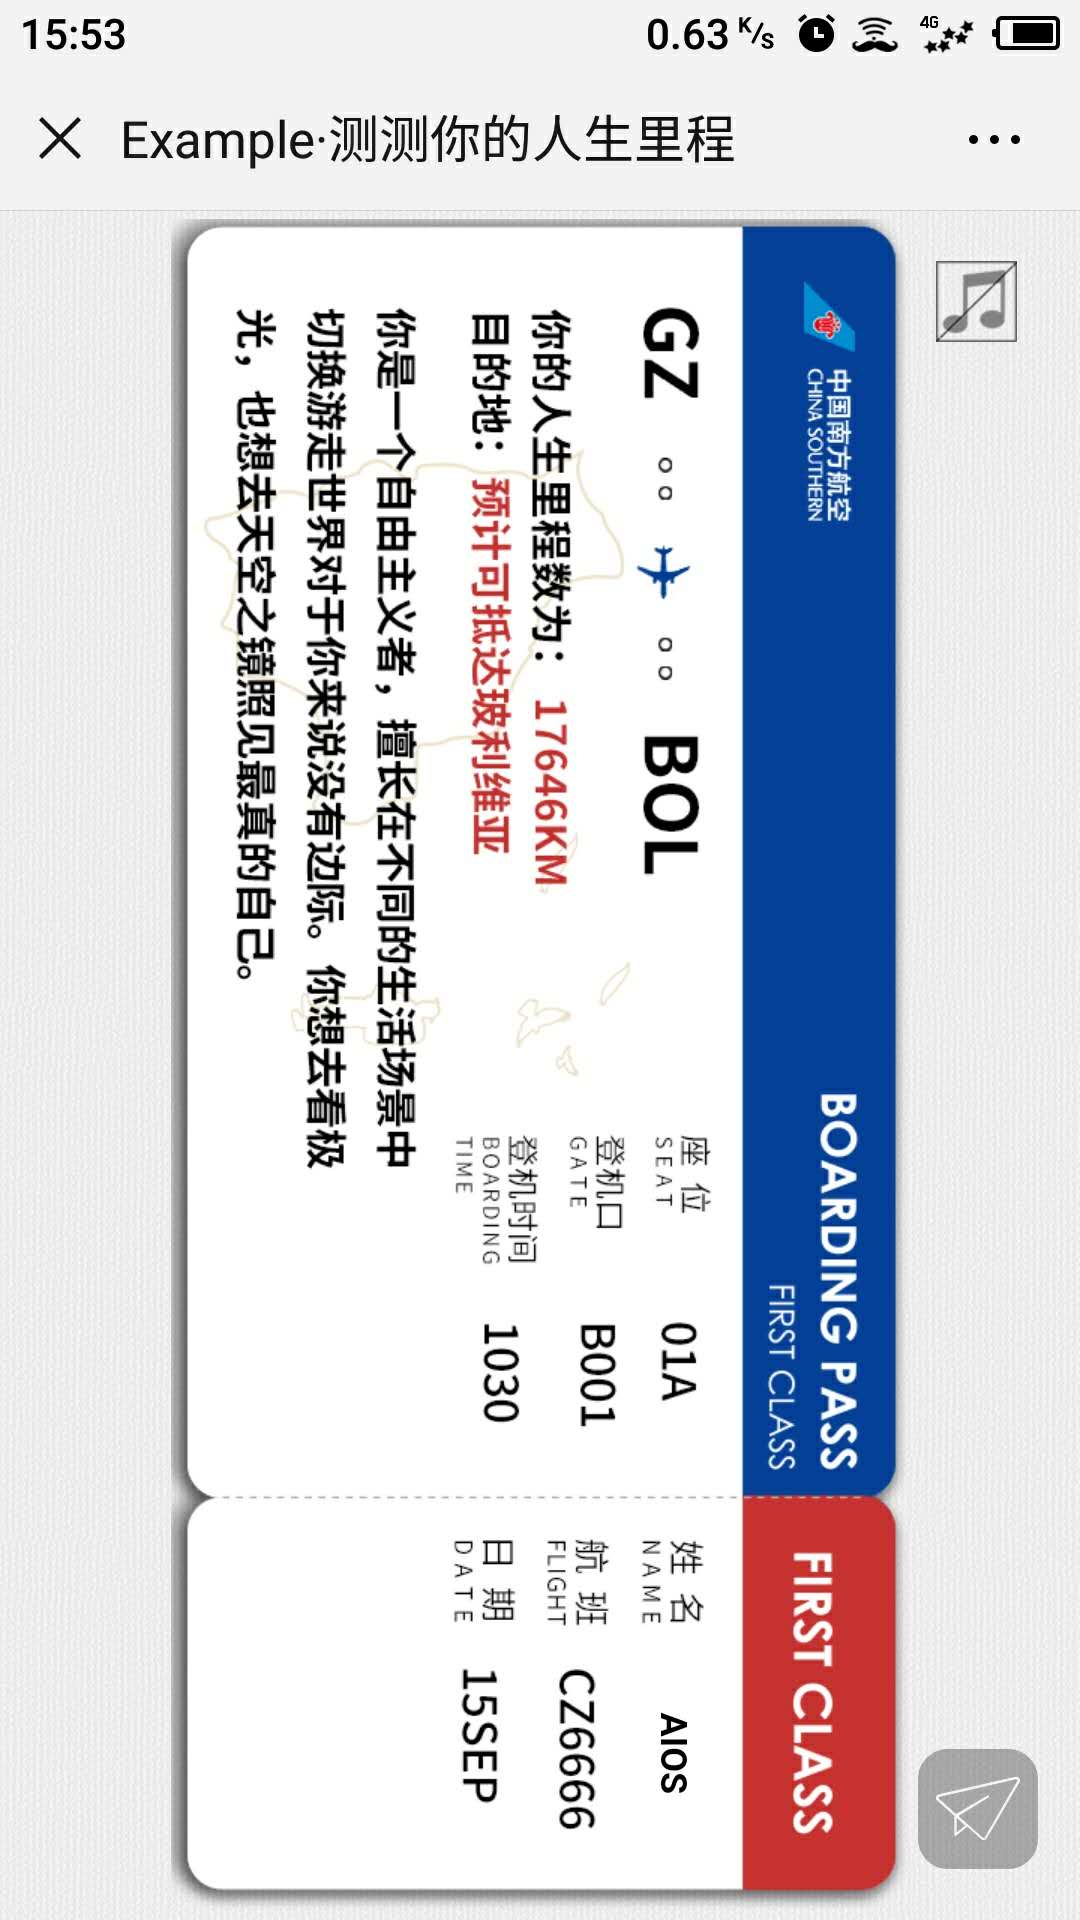 15:53
0.63 K/s
4G
Example·测测你的人生里程
中国南方航空
CHINA SOUTHERN
BOARDING PASS
FIRST CLASS
GZ
BOL
你的人生里程数为：17646KM
目的地：预计可抵达玻利维亚
你是一个自由主义者，擅长在不同的生活场景中
切换游走世界对于你来说没有边际。你想去看极
光，也想去天空之镜照见最真的自己。
座位
SEAT
01A
登机口
GATE
B001
登机时间
BOARDING
TIME
1030
FIRST CLASS
姓名
NAME
AIOS
航班
FLIGHT
CZ6666
日期
DATE
15SEP